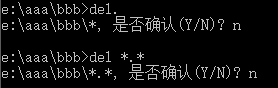 e:\aaa\bbb>del.
e:\aaa\bbb\*, 是否确认(Y/N)? n
e:\aaa\bbb>del *.*
e:\aaa\bbb\*.*, 是否确认(Y/N)? n